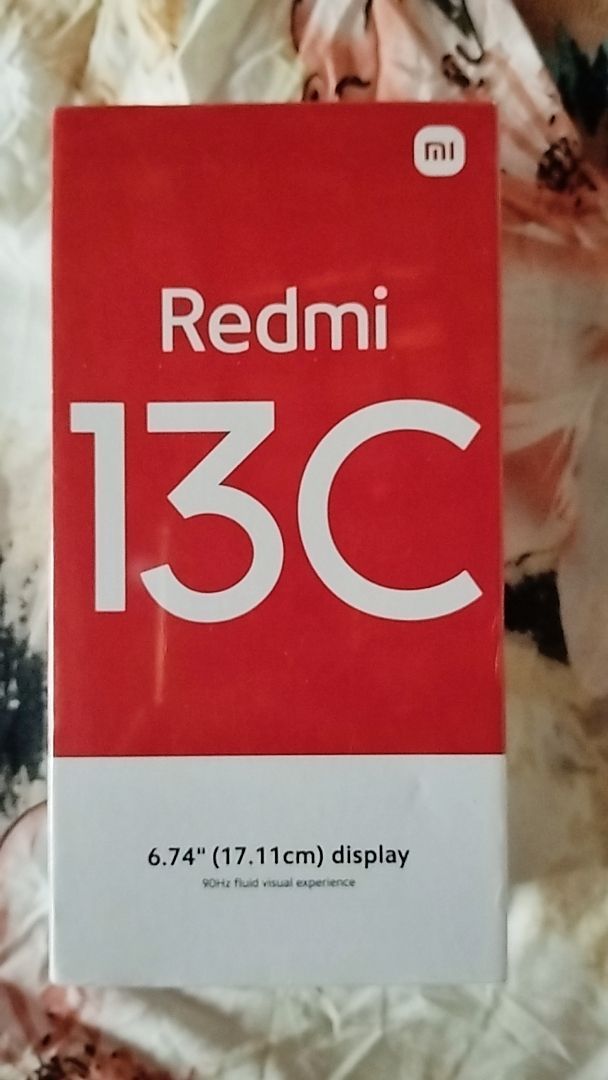 mi
Redmi
13C
6.74" (17.11cm) display
90Hz fluid visual experience